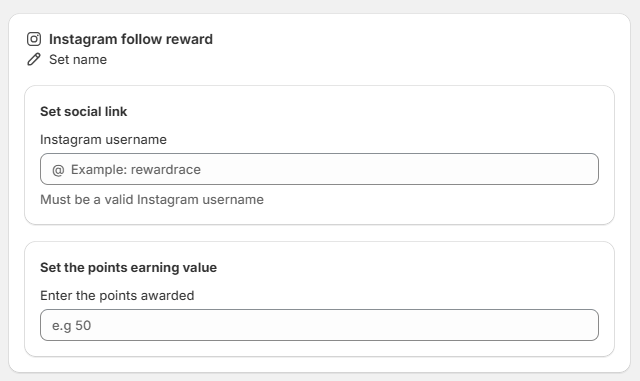 Instagram follow reward
Set name
Set social link
Instagram username
@ Example: rewardrace
Must be a valid Instagram username
Set the points earning value
Enter the points awarded
e.g 50